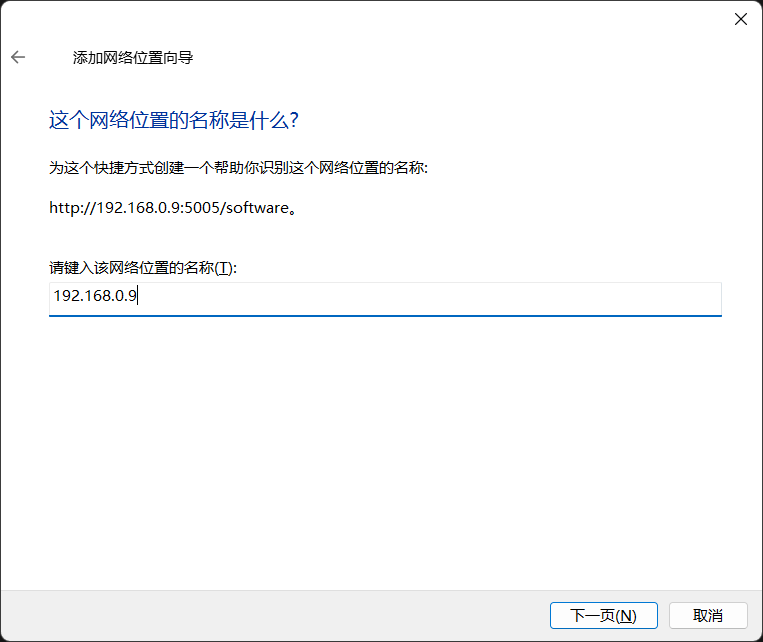 添加网络位置向导
这个网络位置的名称是什么?
为这个快捷方式创建一个帮助你识别这个网络位置的名称:
http://192.168.0.9:5005/software。
请键入该网络位置的名称(T):
192.168.0.9
下一页(N)
取消